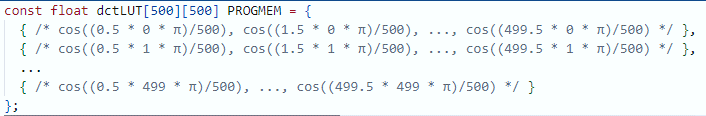 const float dctLUT[500][500] PROGMEM = {
  { /* cos((0.5 * 0 * π)/500), cos((1.5 * 0 * π)/500), ..., cos((499.5 * 0 * π)/500) */ },
  { /* cos((0.5 * 1 * π)/500), cos((1.5 * 1 * π)/500), ..., cos((499.5 * 1 * π)/500) */ },
  ...
  { /* cos((0.5 * 499 * π)/500), ..., cos((499.5 * 499 * π)/500) */ }
};